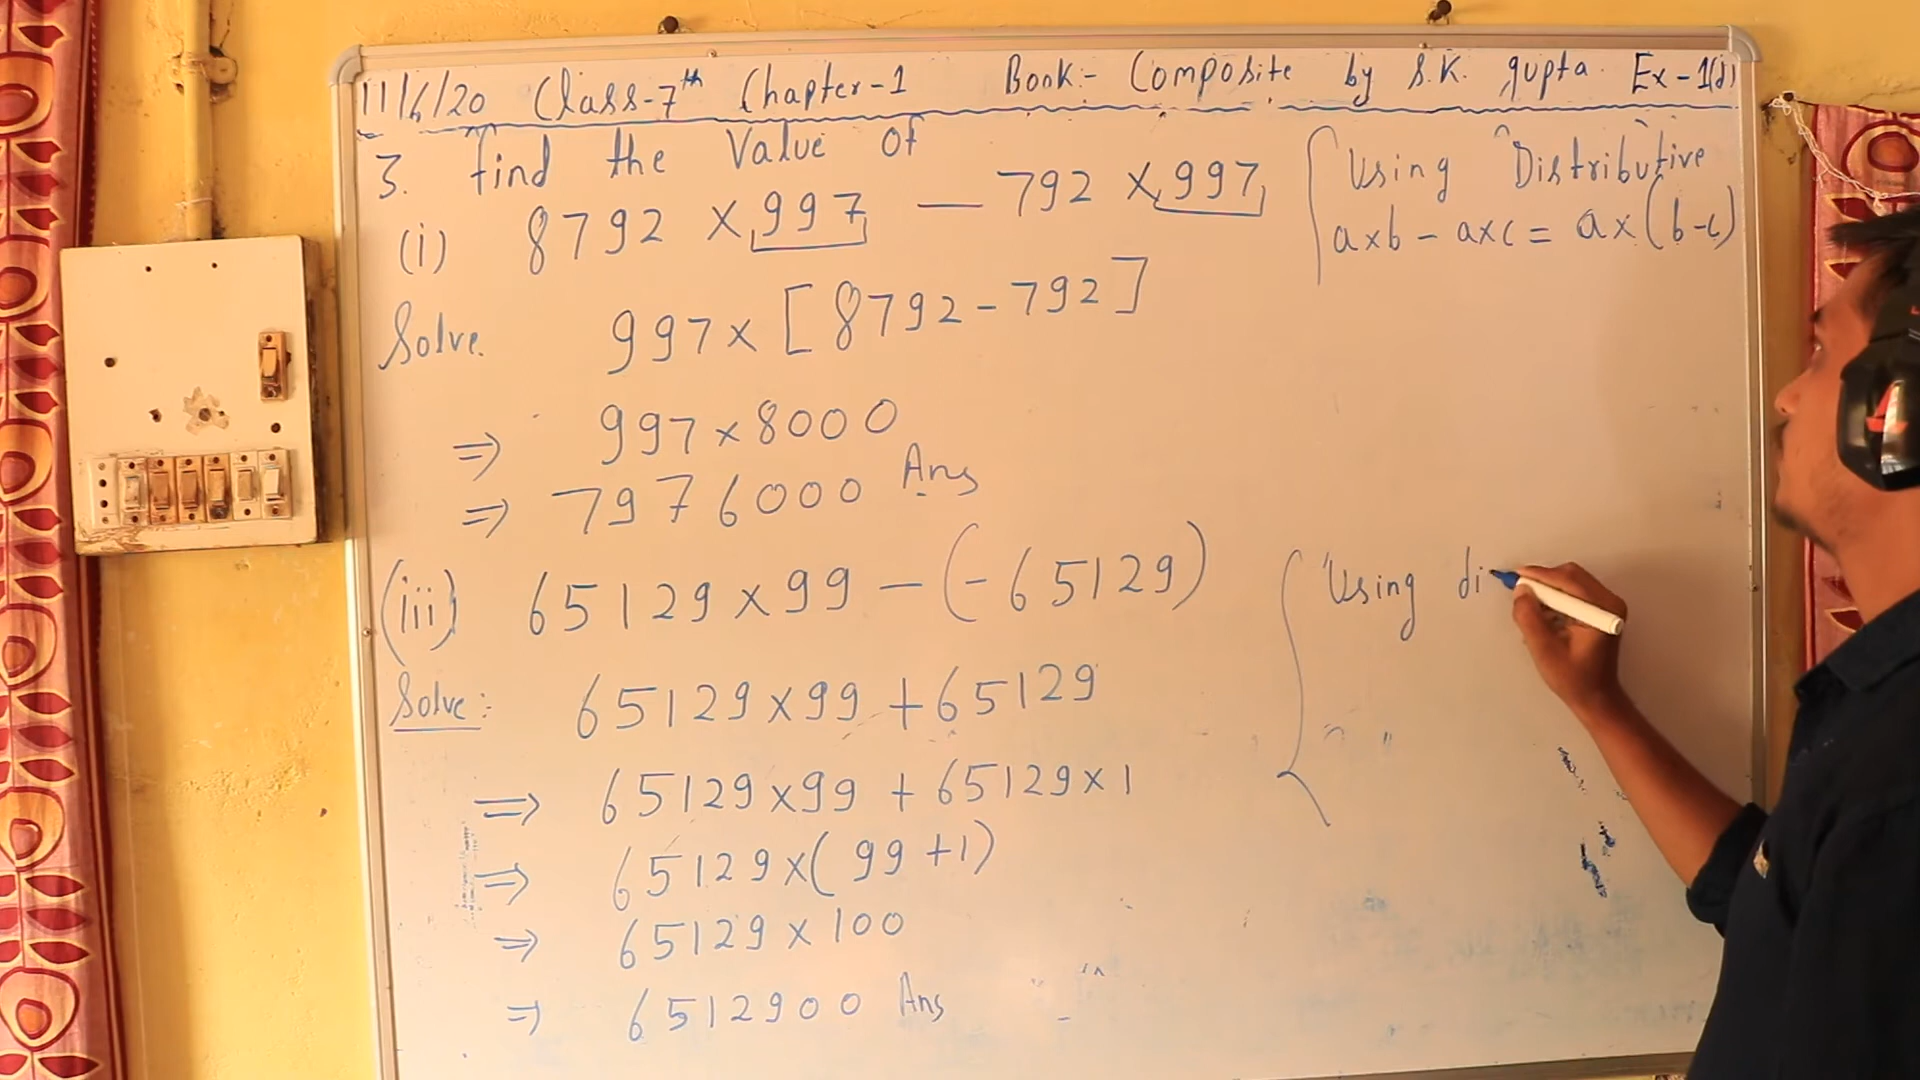 11/6/20 Class-7th Chapter-1 Book:- Composite by S.K. gupta. Ex-1(d)
3. find the Value of
(i) 8792 × 997 — 792 × 997
Using Distributive
a×b - a×c = a×(b-c)
Solve. 997 × [8792 - 792]
⇒ 997 × 8000
⇒ 7976000 Ans
(iii) 65129 × 99 - (-65129)
Using di
Solve: 65129 × 99 + 65129
⇒ 65129 × 99 + 65129 × 1
⇒ 65129 × (99 + 1)
⇒ 65129 × 100
⇒ 6512900 Ans